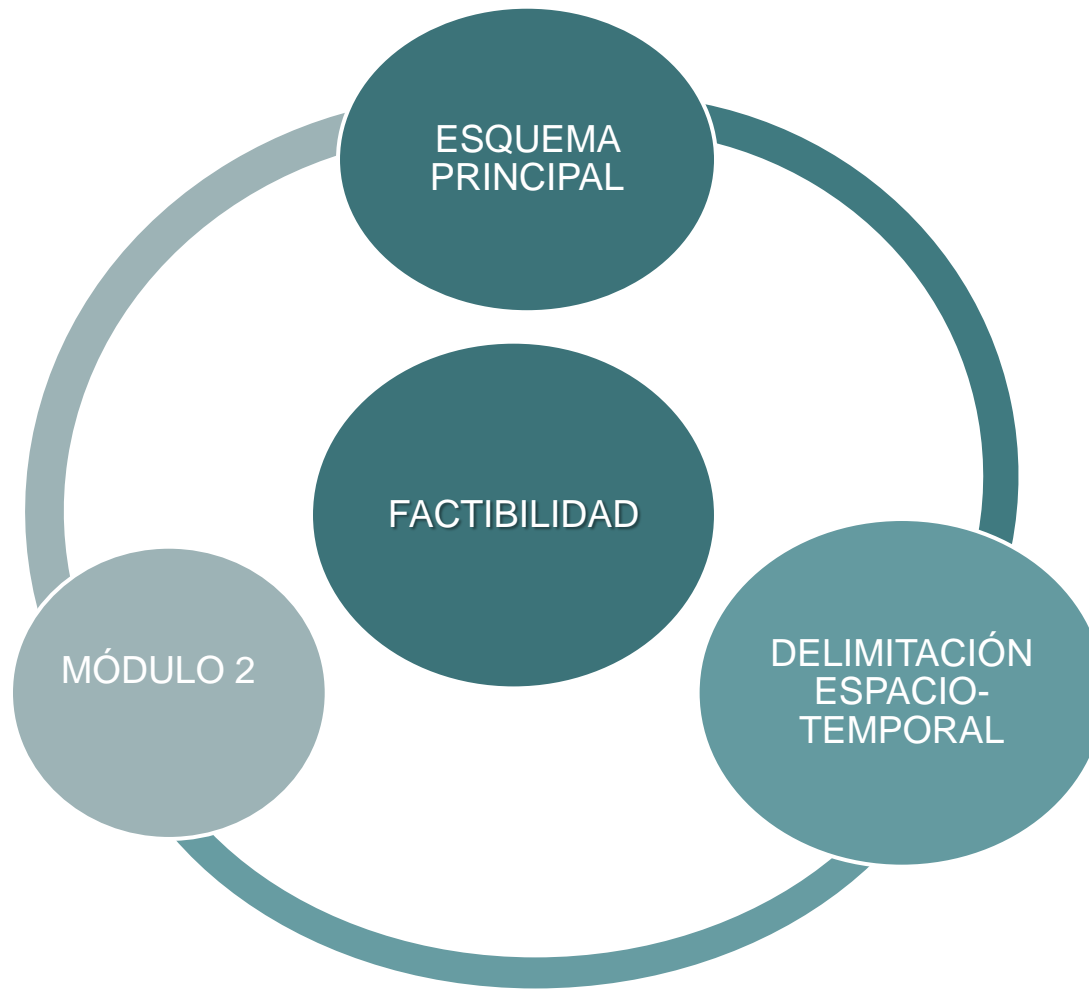 ESQUEMA
PRINCIPAL
FACTIBILIDAD
MÓDULO 2
DELIMITACIÓN
ESPACIO-
TEMPORAL